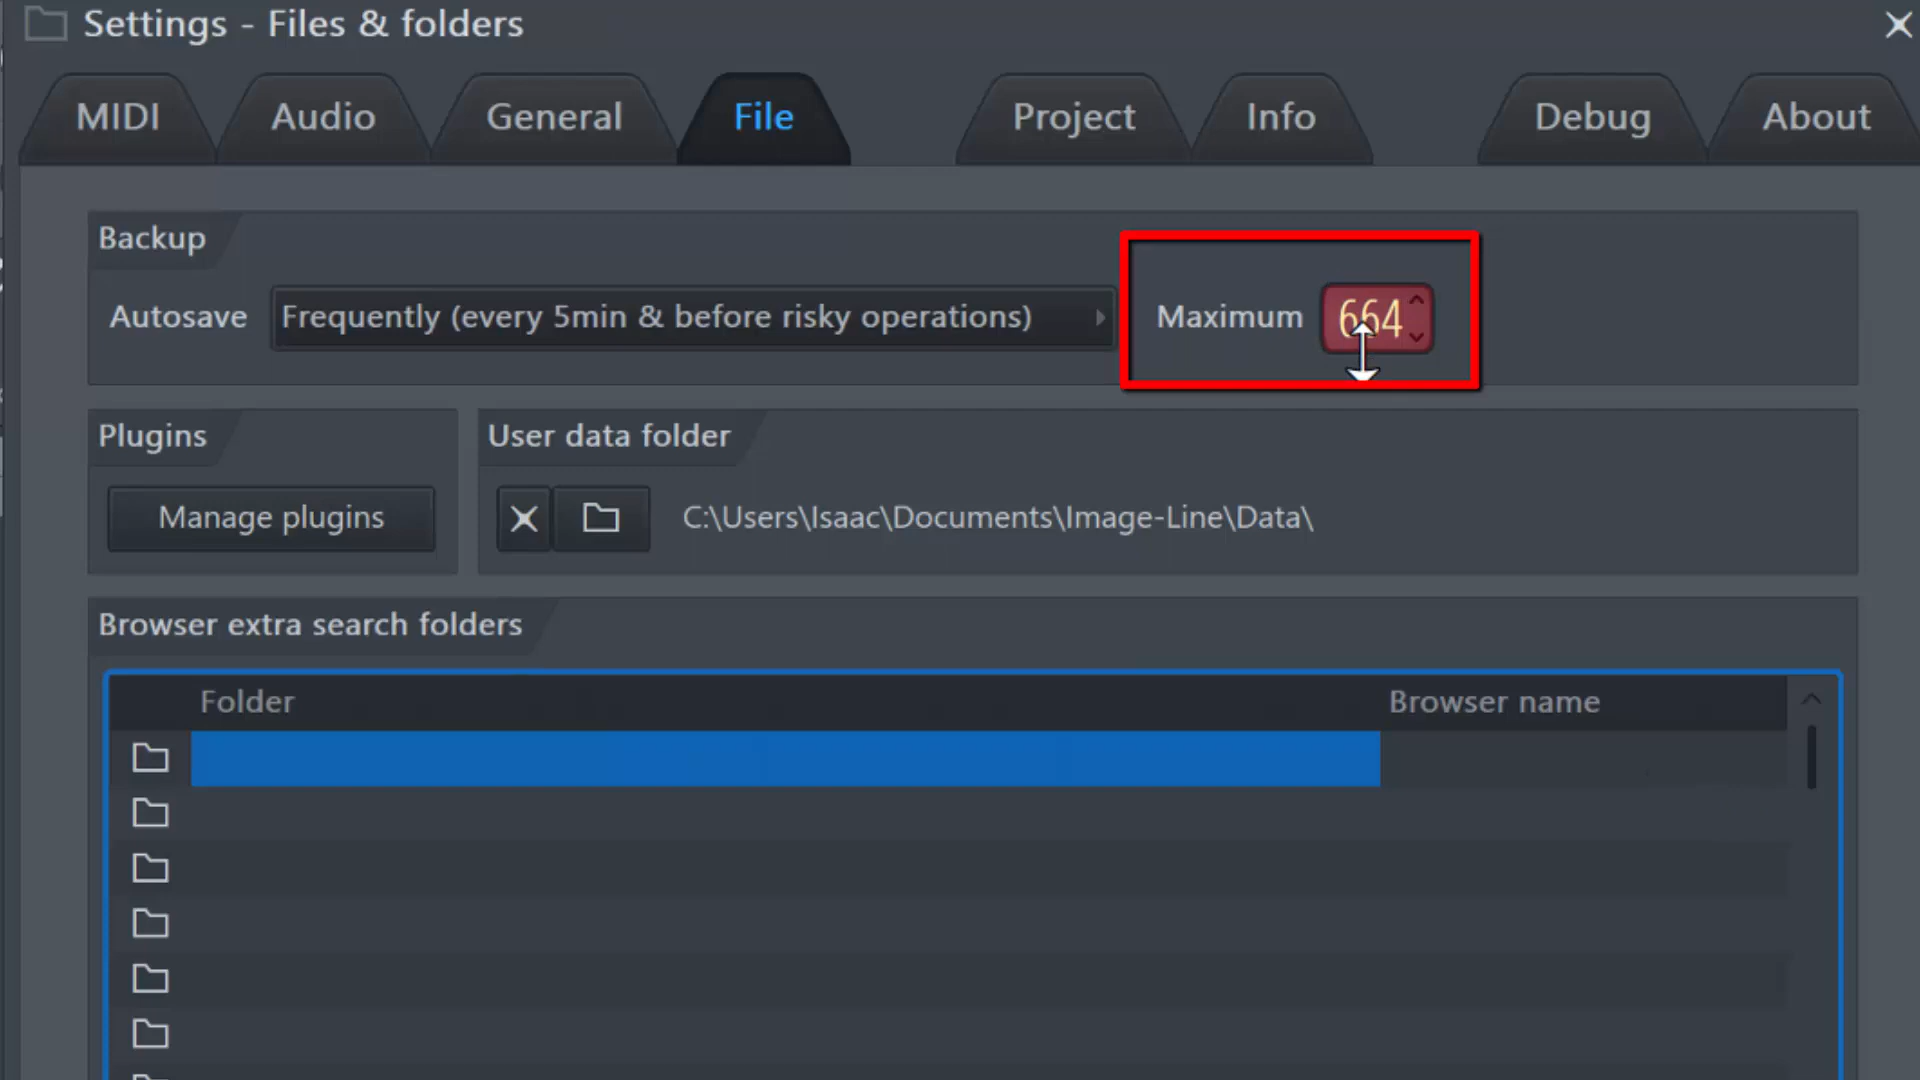 Settings - Files & folders
MIDI Audio General File Project Info Debug About
Backup
Autosave Frequently (every 5min & before risky operations) Maximum 664
Plugins User data folder
Manage plugins C:\Users\Isaac\Documents\Image-Line\Data\
Browser extra search folders
Folder Browser name